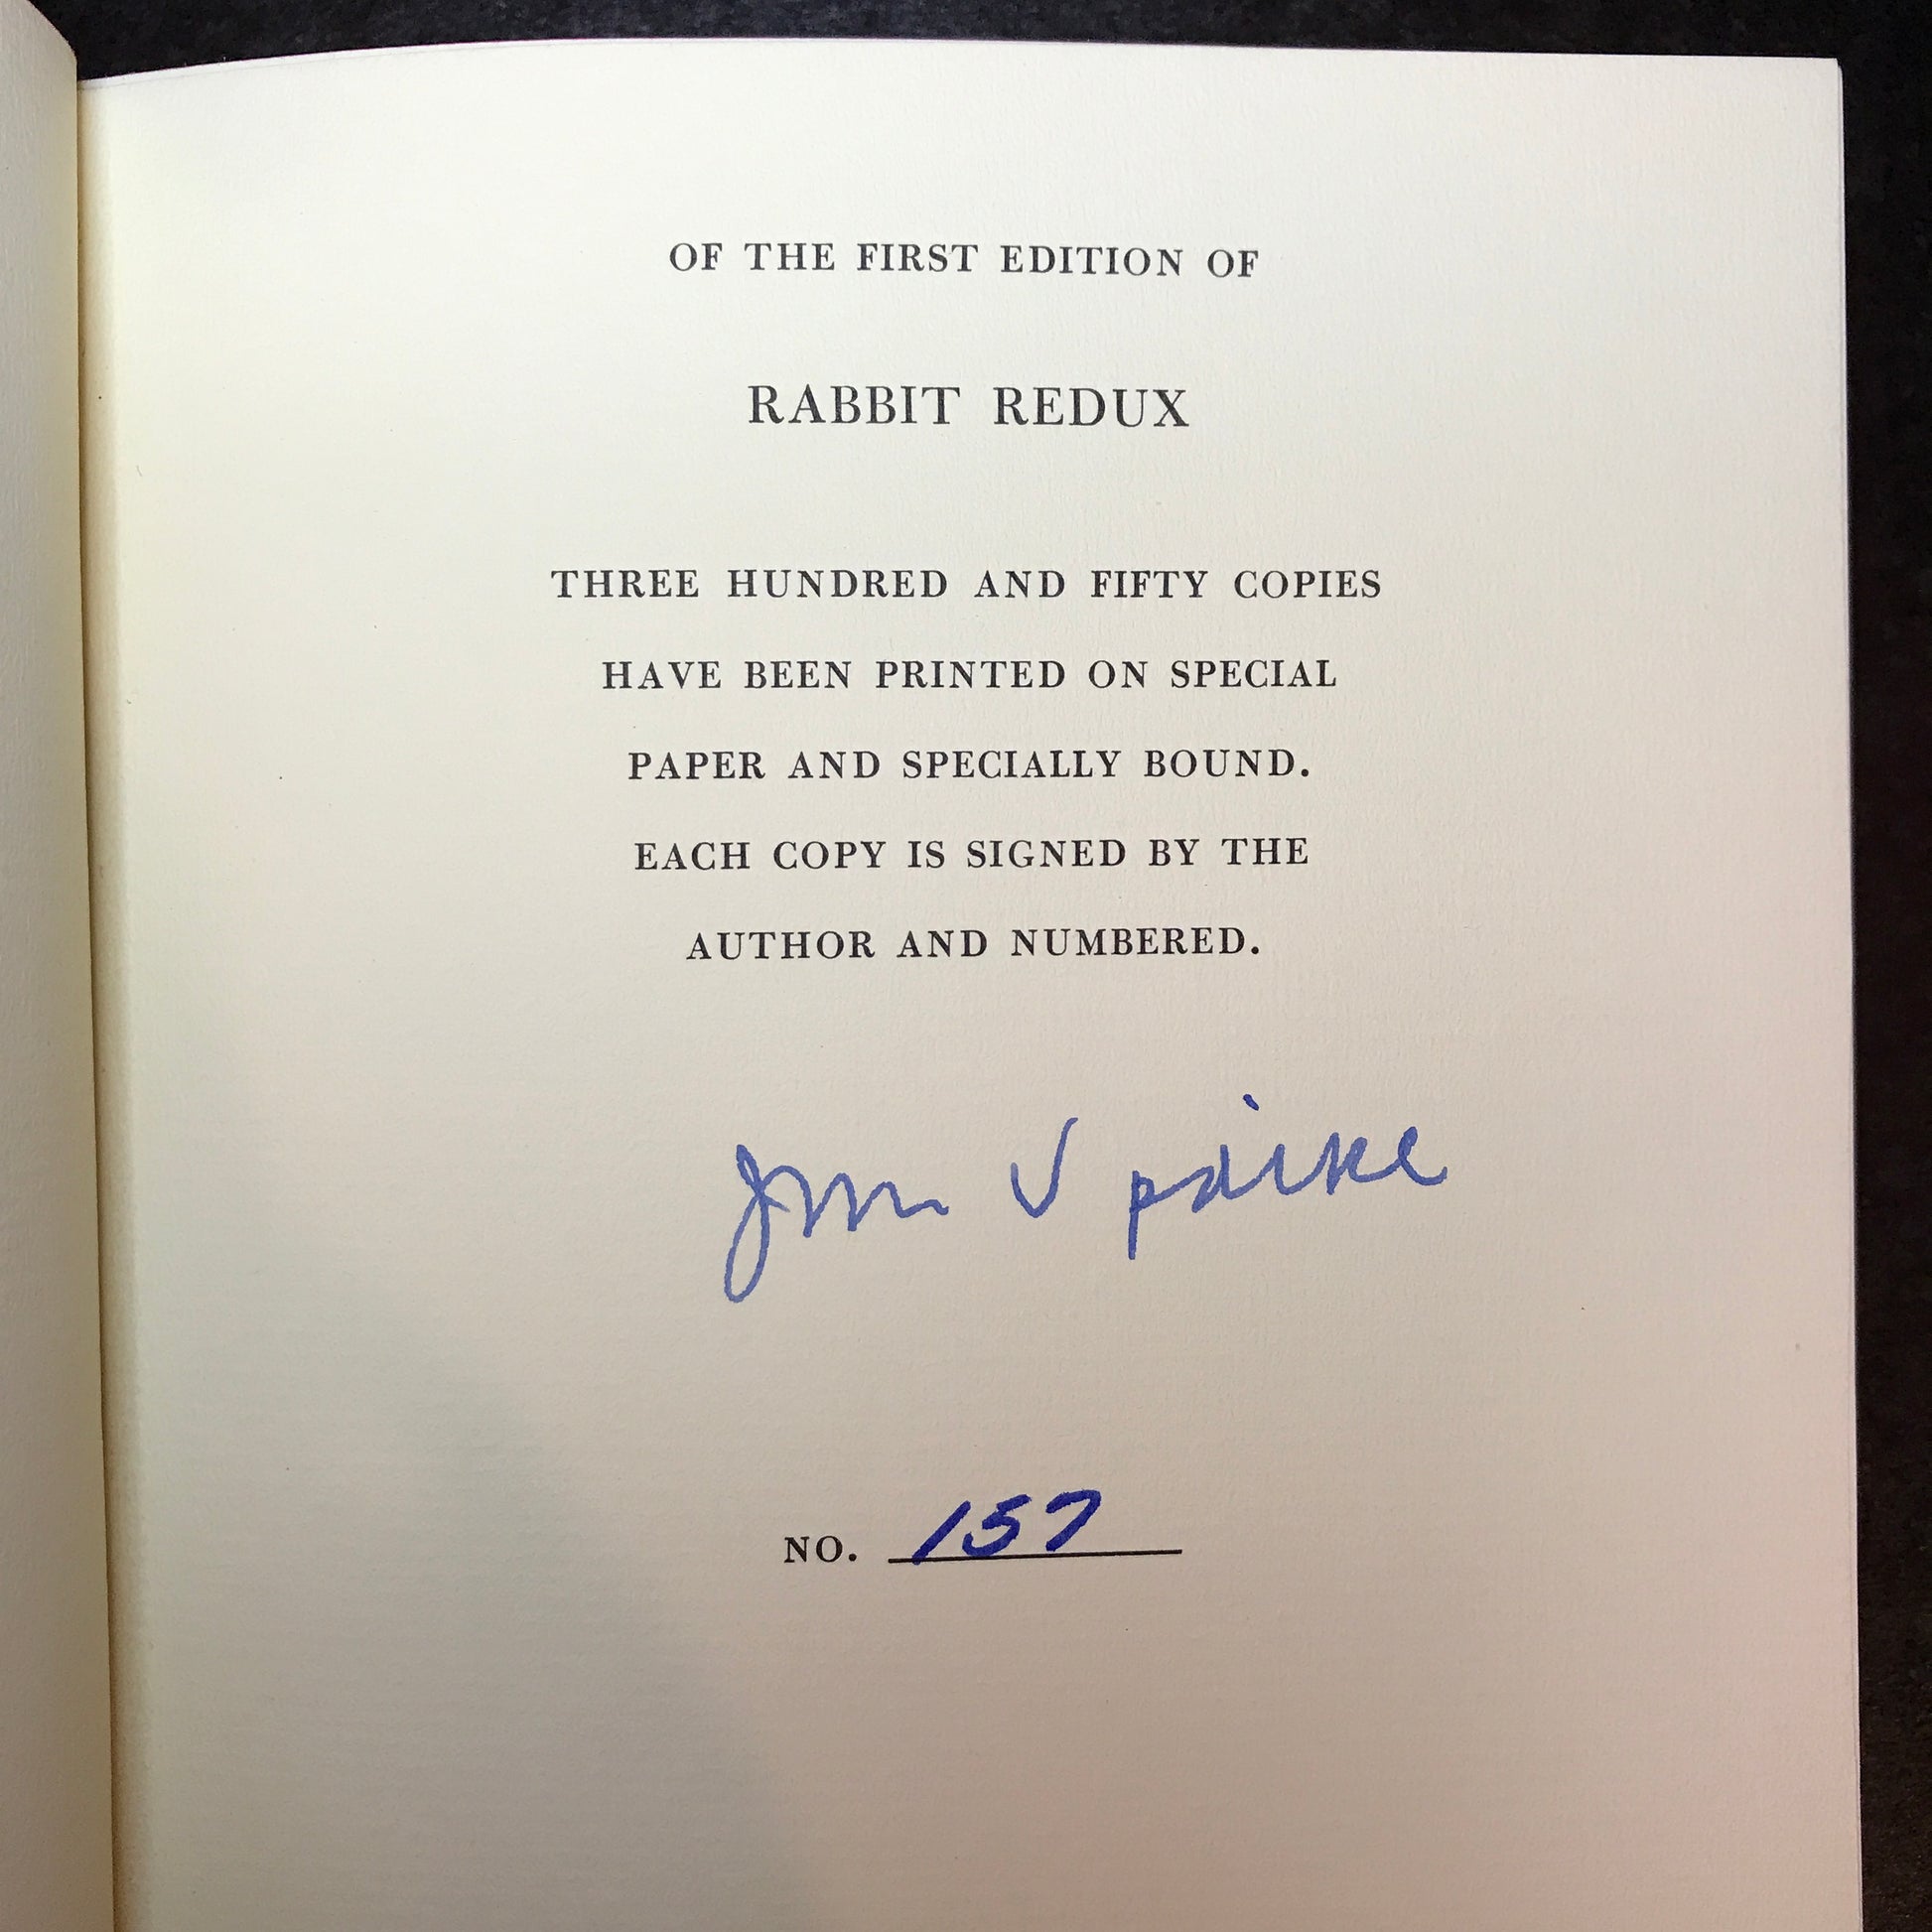 OF THE FIRST EDITION OF
RABBIT REDUX
THREE HUNDRED AND FIFTY COPIES
HAVE BEEN PRINTED ON SPECIAL
PAPER AND SPECIALLY BOUND.
EACH COPY IS SIGNED BY THE
AUTHOR AND NUMBERED.
John Updike
NO. 157